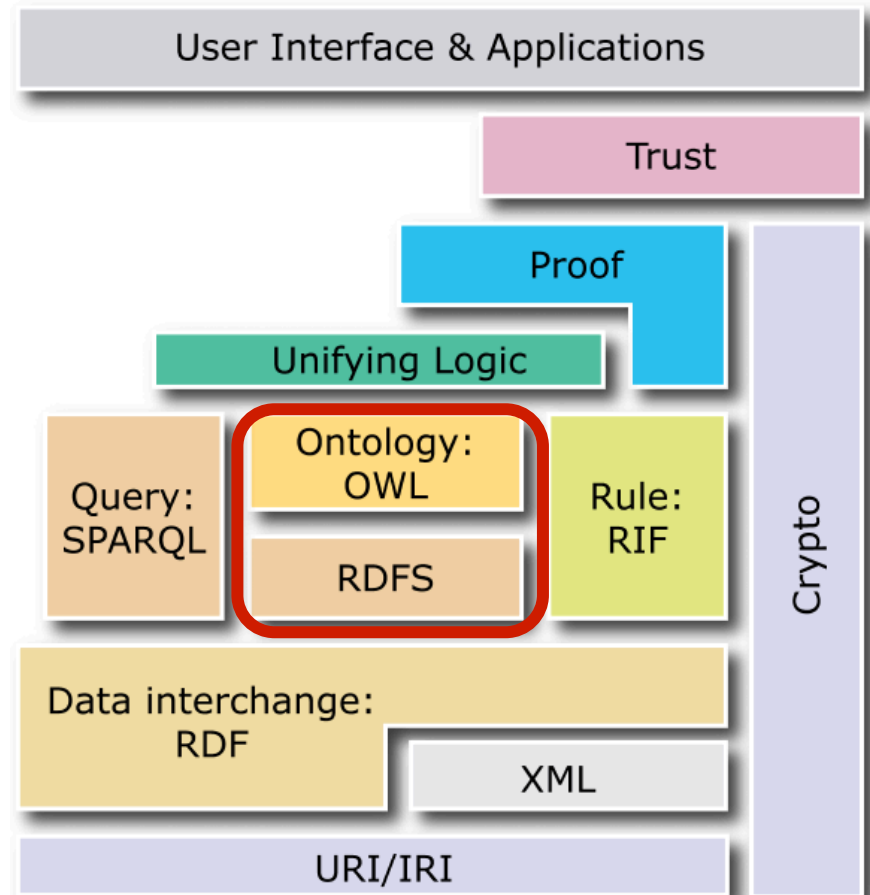 User Interface & Applications
Trust
Proof
Unifying Logic
Ontology:
OWL
Query:
SPARQL
Rule:
RIF
RDFS
Crypto
Data interchange:
RDF
XML
URI/IRI